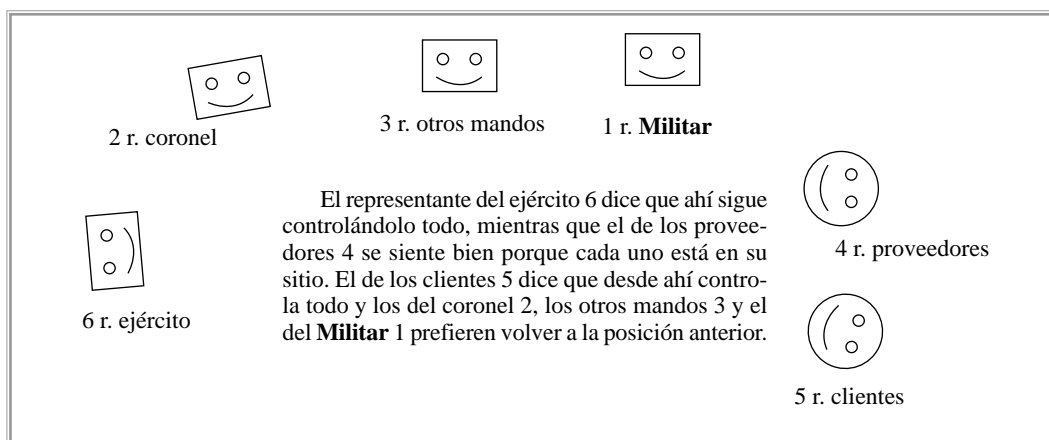 2 r. coronel
3 r. otros mandos
1 r. Militar
El representante del ejército 6 dice que ahí sigue
controlándolo todo, mientras que el de los provee-
dores 4 se siente bien porque cada uno está en su
sitio. El de los clientes 5 dice que desde ahí contro-
la todo y los del coronel 2, los otros mandos 3 y el
del Militar 1 prefieren volver a la posición anterior.
4 r. proveedores
6 r. ejército
5 r. clientes